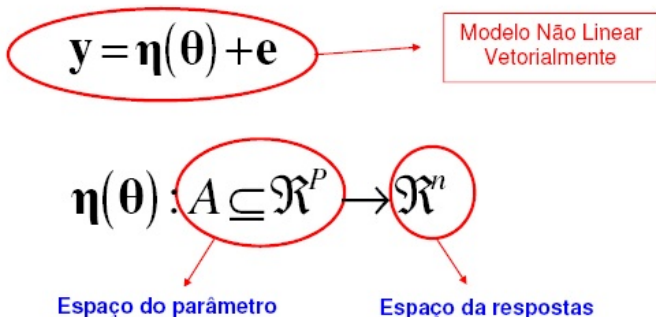 y = η(θ) + e
Modelo Não Linear
Vetorialmente
η(θ) : A ⊆ ℜ^P → ℜ^n
Espaço do parâmetro
Espaço da respostas